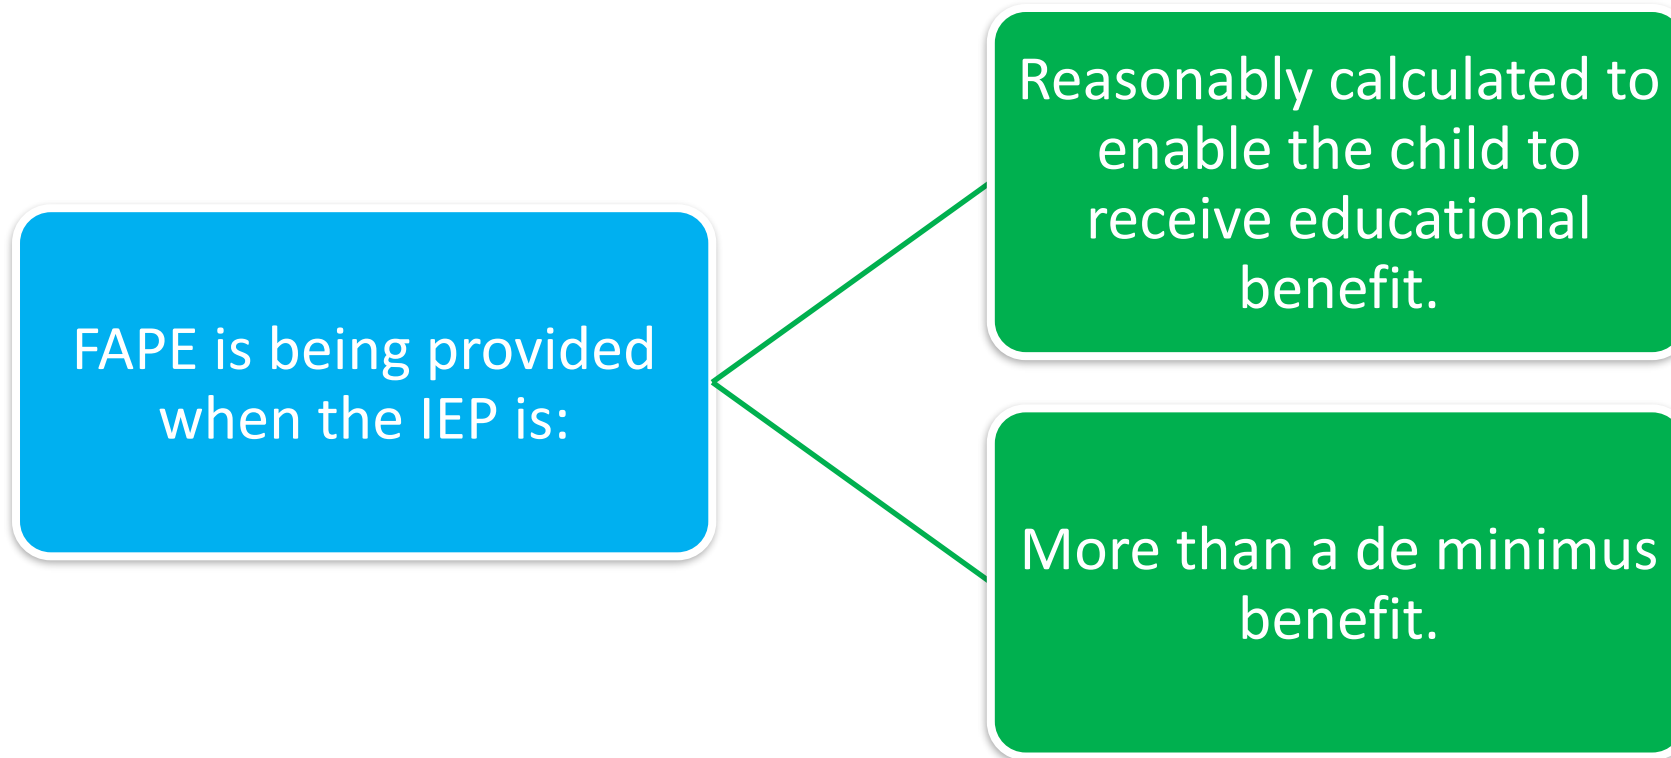 FAPE is being provided
when the IEP is:
Reasonably calculated to
enable the child to
receive educational
benefit.
More than a de minimus
benefit.